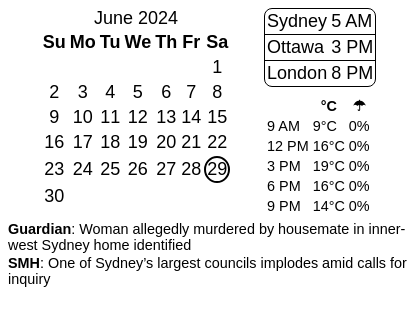 June 2024
Su Mo Tu We Th Fr Sa
1
2 3 4 5 6 7 8
9 10 11 12 13 14 15
16 17 18 19 20 21 22
23 24 25 26 27 28 29
30
Sydney 5 AM
Ottawa 3 PM
London 8 PM
°C ☂
9 AM 9°C 0%
12 PM 16°C 0%
3 PM 19°C 0%
6 PM 16°C 0%
9 PM 14°C 0%
Guardian: Woman allegedly murdered by housemate in inner-
west Sydney home identified
SMH: One of Sydney’s largest councils implodes amid calls for
inquiry